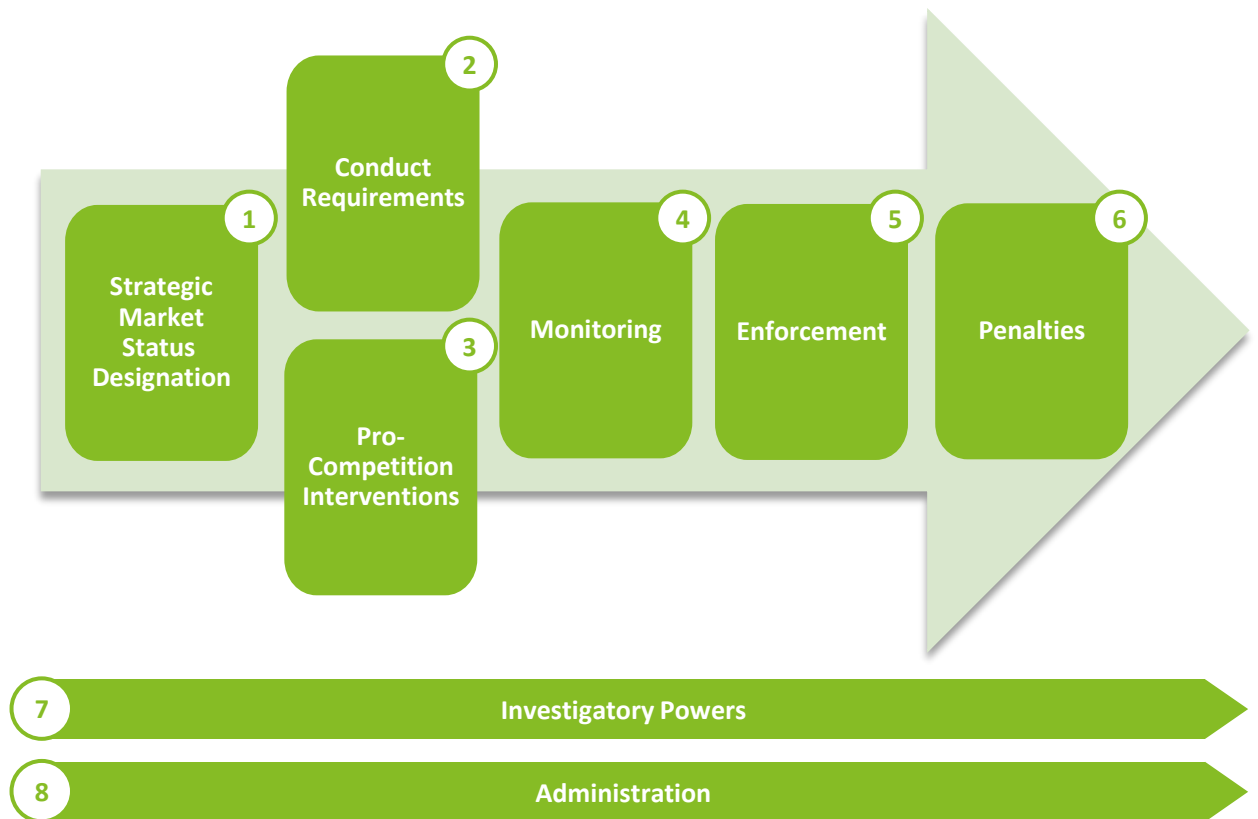 1
Strategic
Market
Status
Designation
2
Conduct
Requirements
3
Pro-
Competition
Interventions
4
Monitoring
5
Enforcement
6
Penalties
7
Investigatory Powers
8
Administration